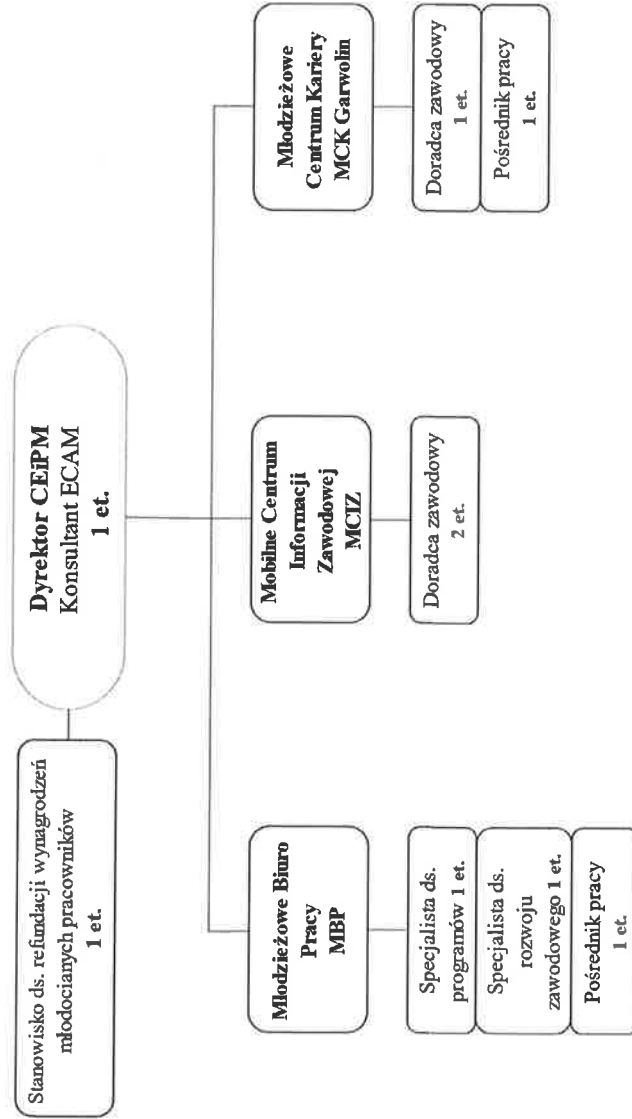 Dyrektor CEiPM
Konsultant ECAM
1 et.
Stanowisko ds. refundacji wynagrodzeń
młodocianych pracowników
1 et.
Młodzieżowe Biuro
Pracy
MBP
Specjalista ds.
programów 1 et.
Specjalista ds.
rozwoju
zawodowego 1 et.
Pośrednik pracy
1 et.
Mobilne Centrum
Informacji
Zawodowej
MCIZ
Doradca zawodowy
2 et.
Młodzieżowe
Centrum Kariery
MCK Garwolin
Doradca zawodowy
1 et.
Pośrednik pracy
1 et.